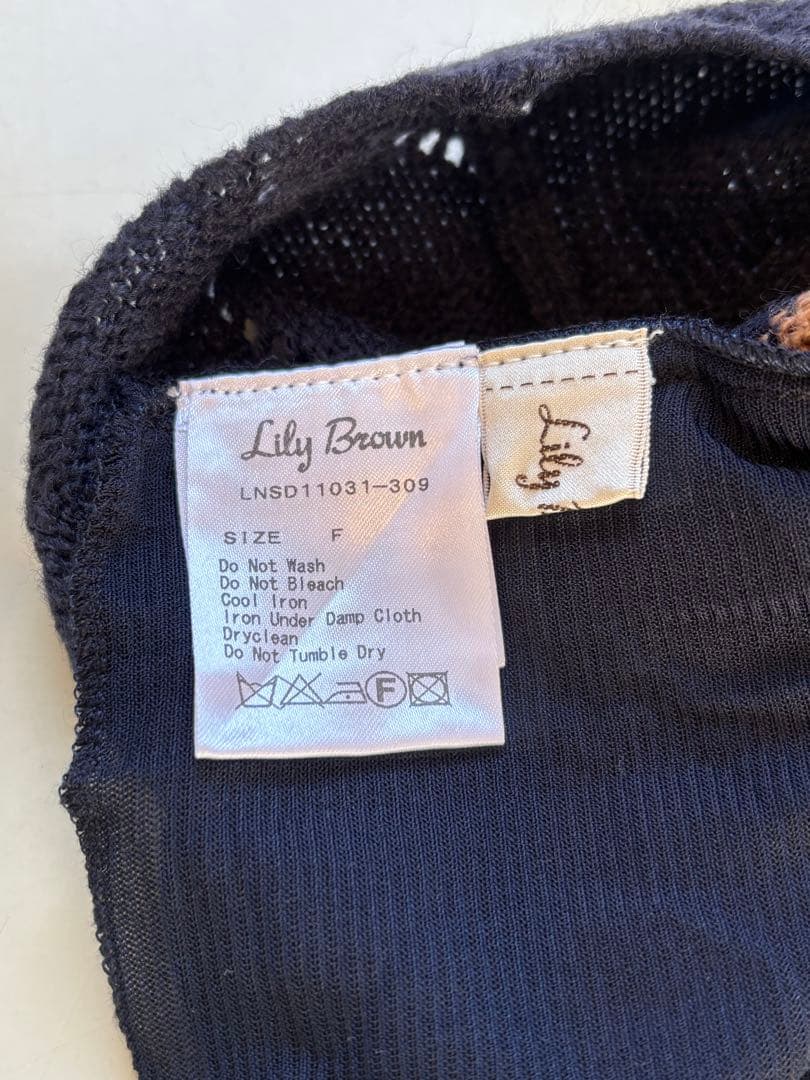 Lily Brown
LNSD11031-309
SIZE F
Do Not Wash
Do Not Bleach
Cool Iron
Iron Under Damp Cloth
Dryclean
Do Not Tumble Dry
F
Lily